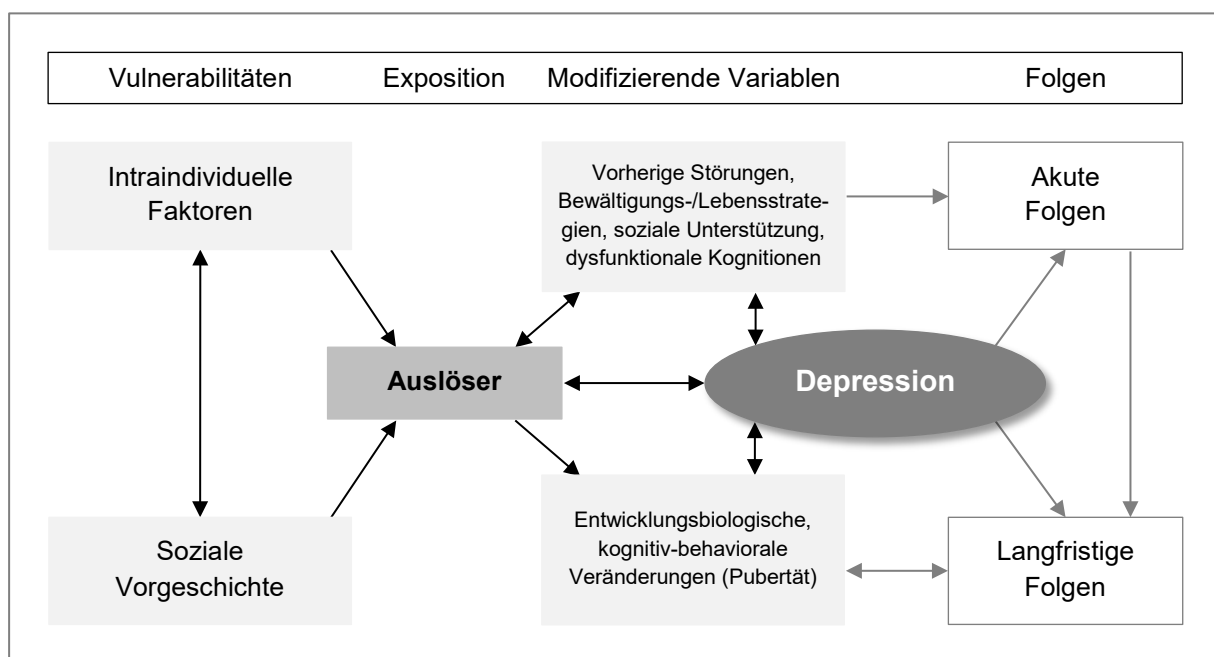 Vulnerabilitäten Exposition Modifizierende Variablen Folgen
Intraindividuelle
Faktoren
Vorherige Störungen,
Bewältigungs-/Lebensstrate-
gien, soziale Unterstützung,
dysfunktionale Kognitionen
Akute
Folgen
Auslöser
Depression
Soziale
Vorgeschichte
Entwicklungsbiologische,
kognitiv-behaviorale
Veränderungen (Pubertät)
Langfristige
Folgen